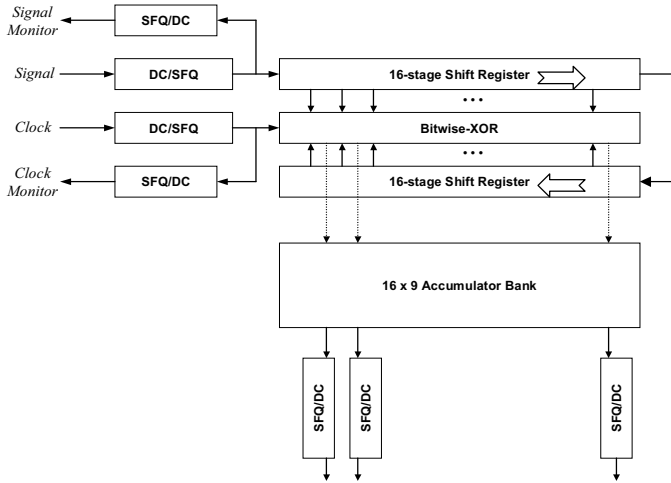 Signal
Monitor
SFQ/DC
Signal
DC/SFQ
16-stage Shift Register
Clock
DC/SFQ
Bitwise-XOR
Clock
Monitor
SFQ/DC
16-stage Shift Register
16 x 9 Accumulator Bank
SFQ/DC
SFQ/DC
SFQ/DC